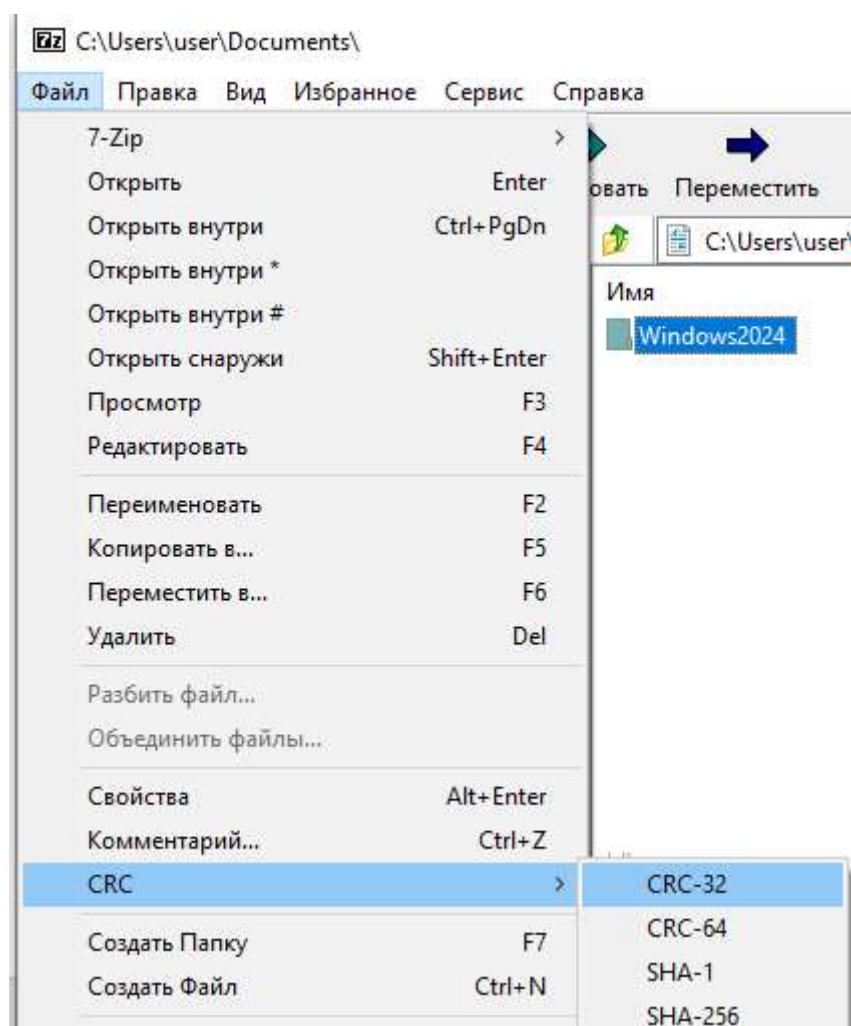 7z C:\Users\user\Documents\
Файл Правка Вид Избранное Сервис Справка
7-Zip >
Открыть Enter
Открыть внутри Ctrl+PgDn
Открыть внутри *
Открыть внутри #
Открыть снаружи Shift+Enter
Просмотр F3
Редактировать F4
Переименовать F2
Копировать в... F5
Переместить в... F6
Удалить Del
Разбить файл...
Объединить файлы...
Свойства Alt+Enter
Комментарий... Ctrl+Z
CRC >
Создать Папку F7
Создать Файл Ctrl+N
овать Переместить
C:\Users\user\
Имя
Windows2024
CRC-32
CRC-64
SHA-1
SHA-256